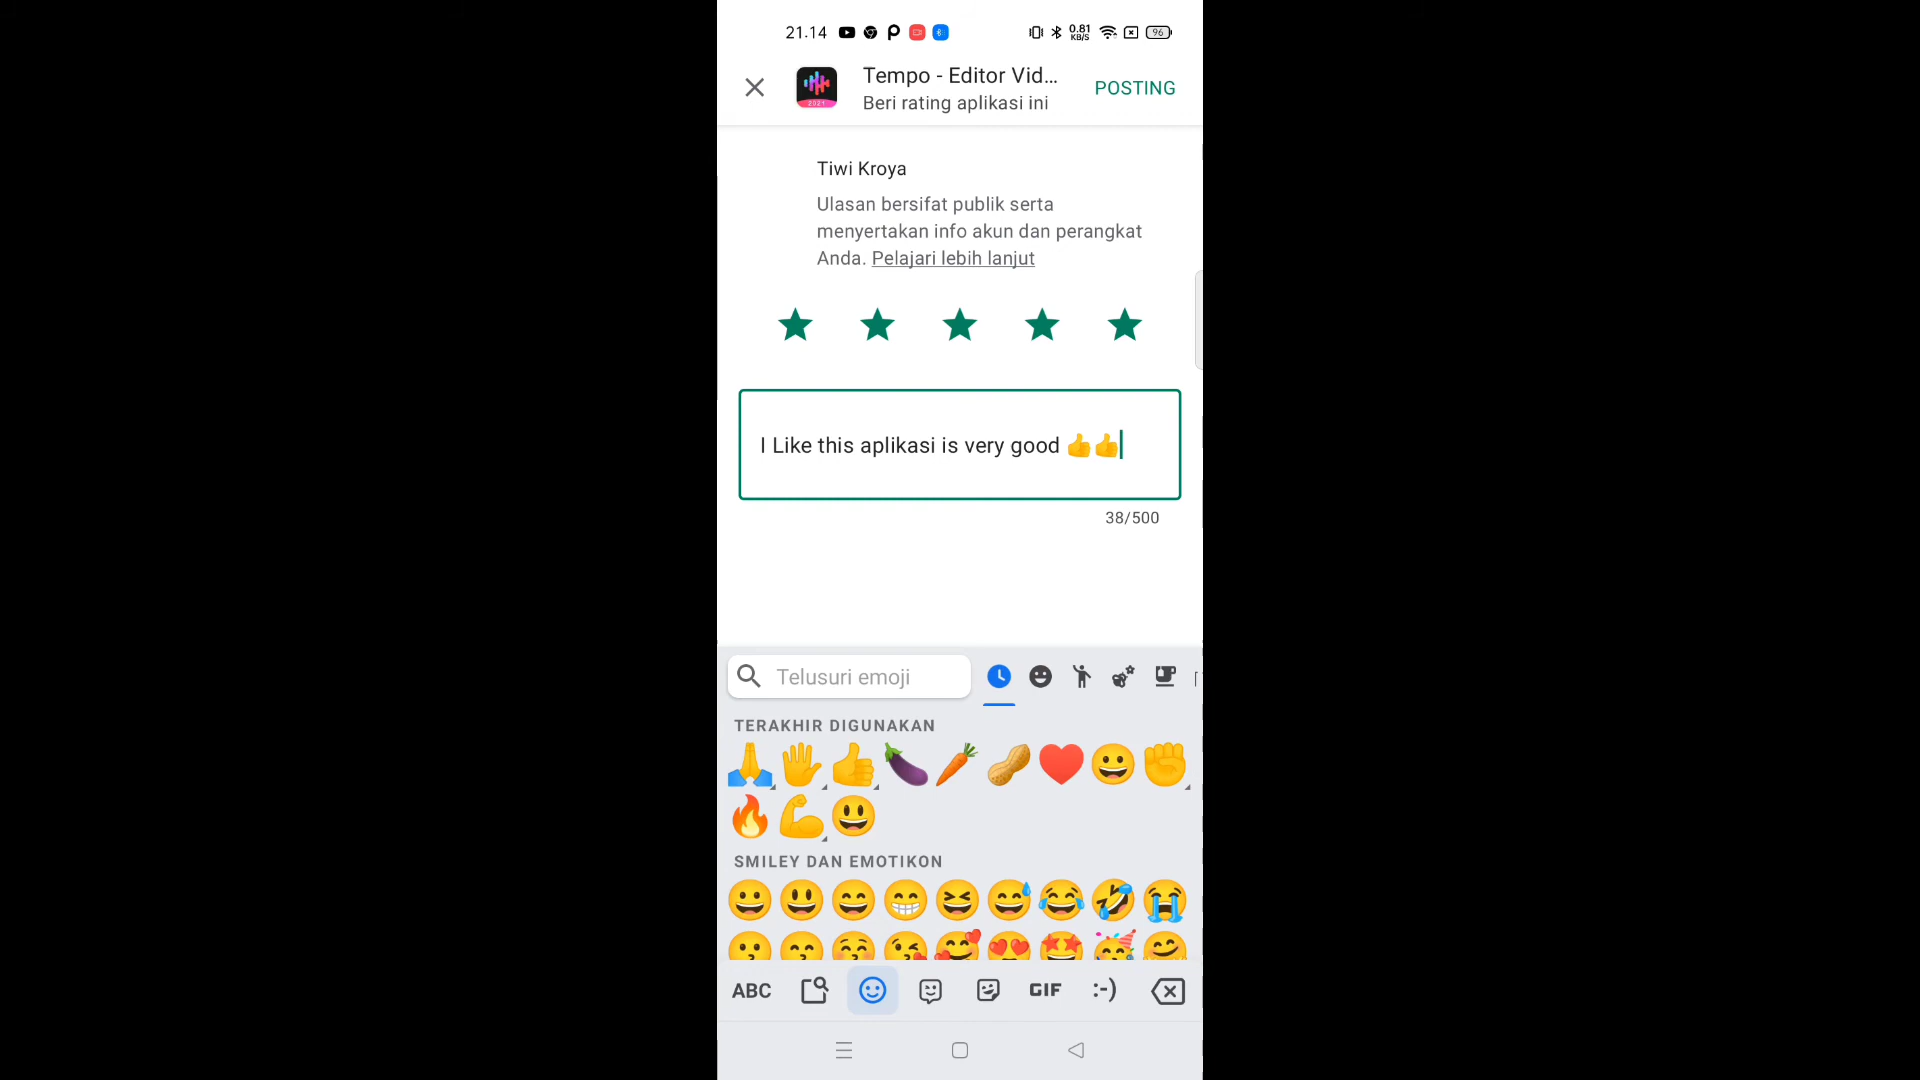 21.14
0.81
KB/S
96
Tempo - Editor Vid...
Beri rating aplikasi ini
POSTING
2021
Tiwi Kroya
Ulasan bersifat publik serta
menyertakan info akun dan perangkat
Anda. Pelajari lebih lanjut
I Like this aplikasi is very good 👍👍
38/500
Telusuri emoji
TERAKHIR DIGUNAKAN
SMILEY DAN EMOTIKON
ABC
GIF
:-)